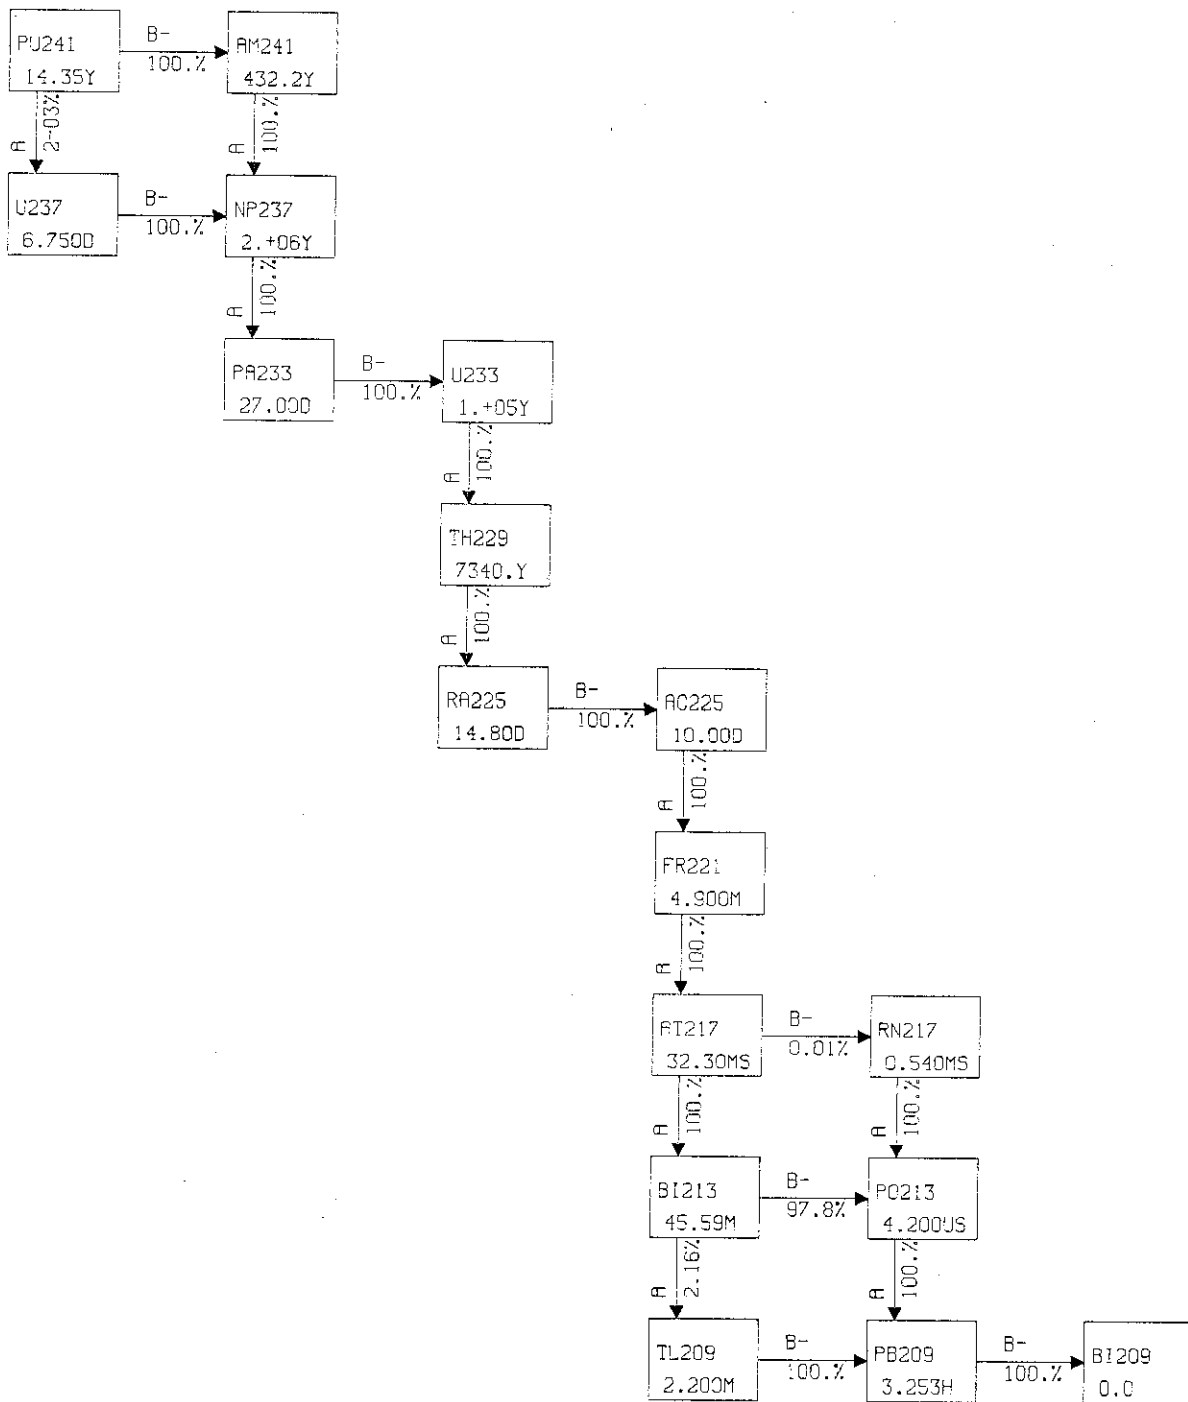 PU241
14.35Y
B-
100.%
AM241
432.2Y
A
2-03%
A
100.%
U237
6.750D
B-
100.%
NP237
2.+06Y
A
100.%
PA233
27.00D
B-
100.%
U233
1.+05Y
A
100.%
TH229
7340.Y
A
100.%
RA225
14.80D
B-
100.%
AC225
10.00D
A
100.%
FR221
4.900M
A
100.%
AT217
32.30MS
B-
0.01%
RN217
0.540MS
A
100.%
A
100.%
BI213
45.59M
B-
97.8%
PO213
4.200US
A
2.16%
A
100.%
TL209
2.200M
B-
100.%
PB209
3.253H
B-
100.%
BI209
0.0